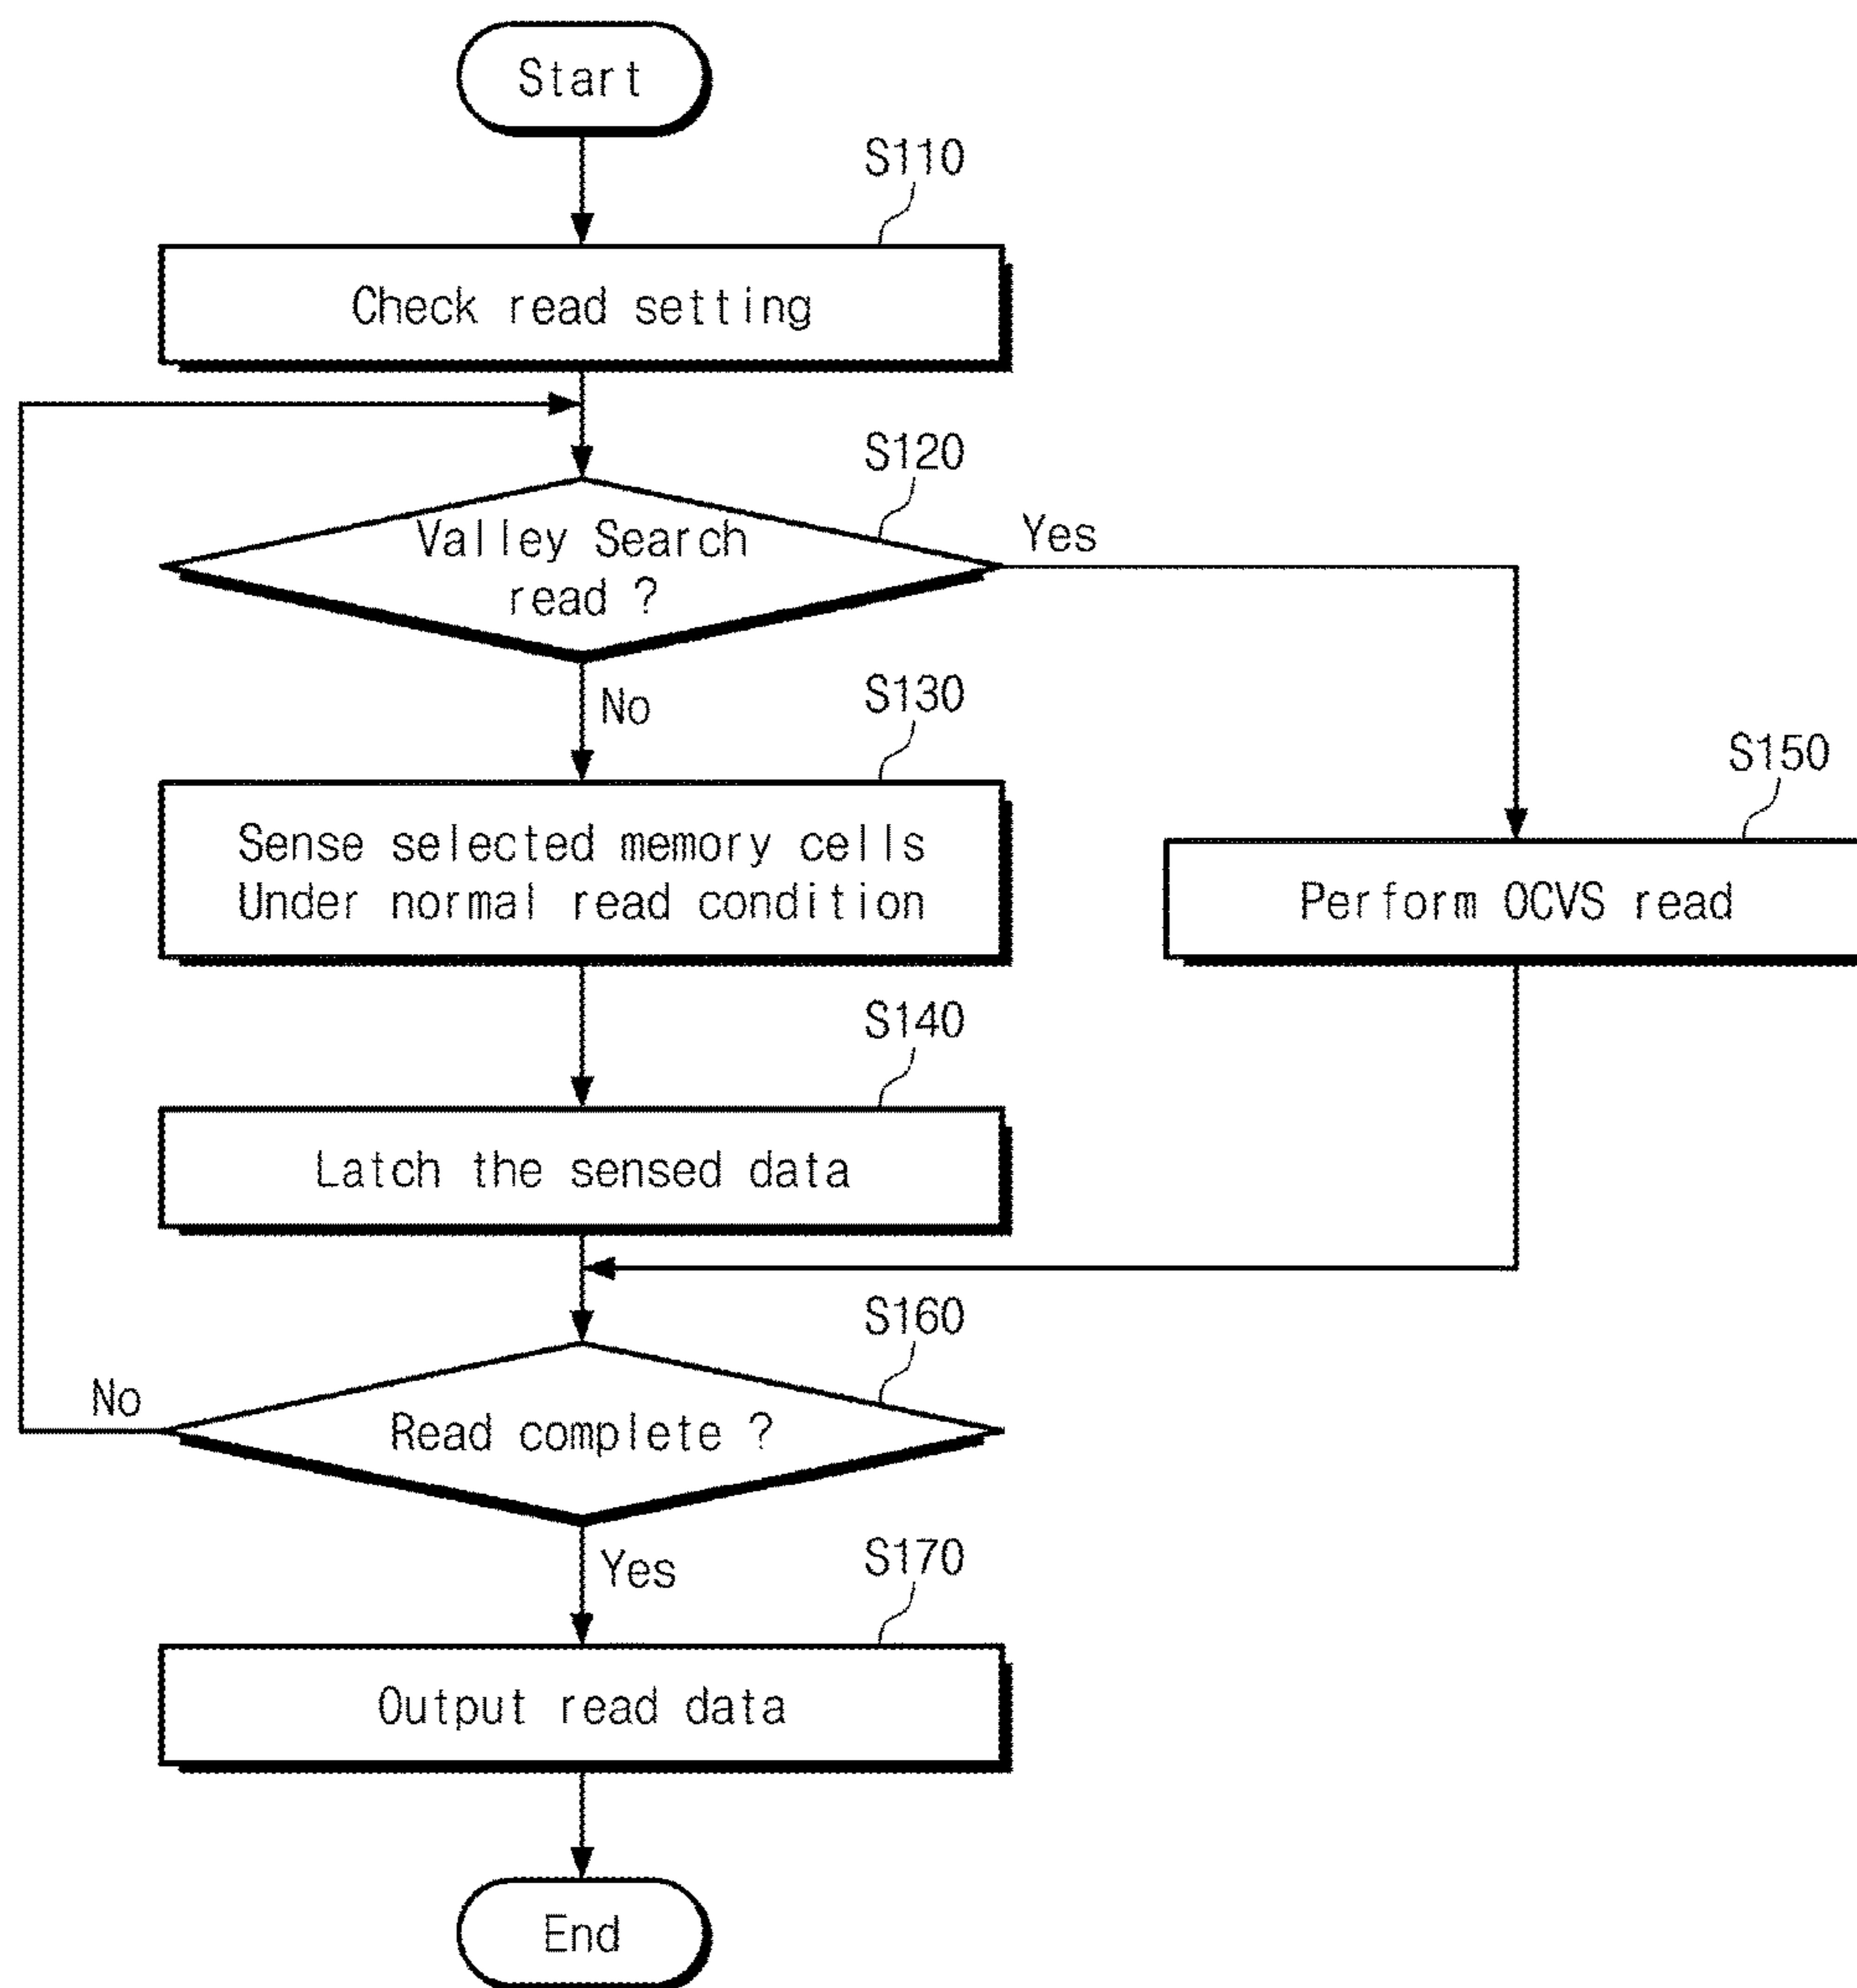 Start
S110
Check read setting
S120
Valley Search
read ?
Yes
No
S130
Sense selected memory cells
Under normal read condition
S150
Perform OCVS read
S140
Latch the sensed data
S160
Read complete ?
No
Yes
S170
Output read data
End